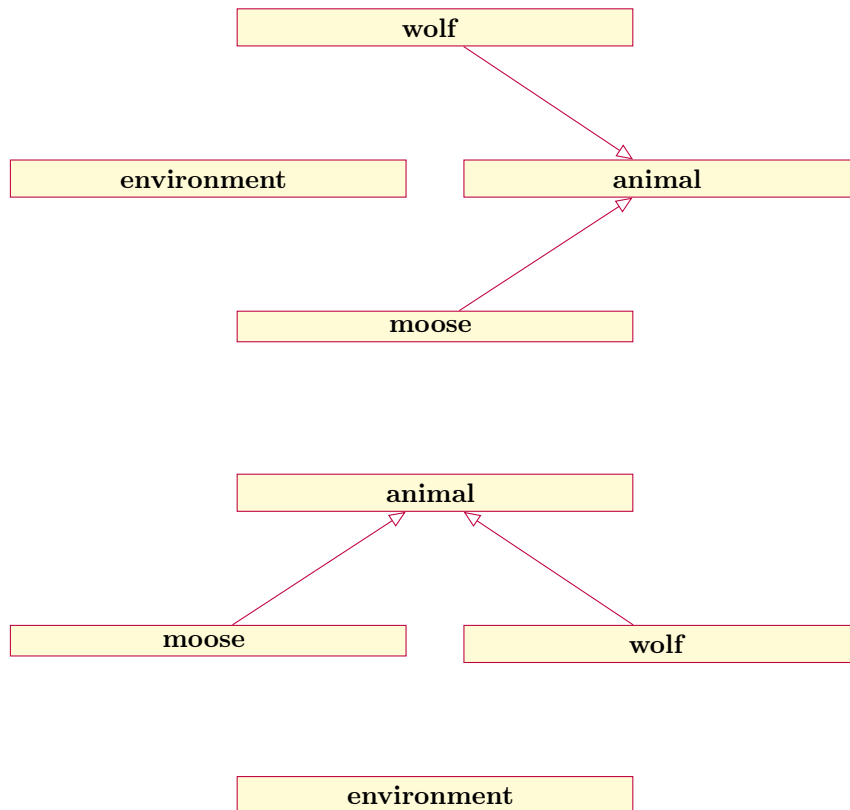 wolf
environment
animal
moose
animal
moose
wolf
environment